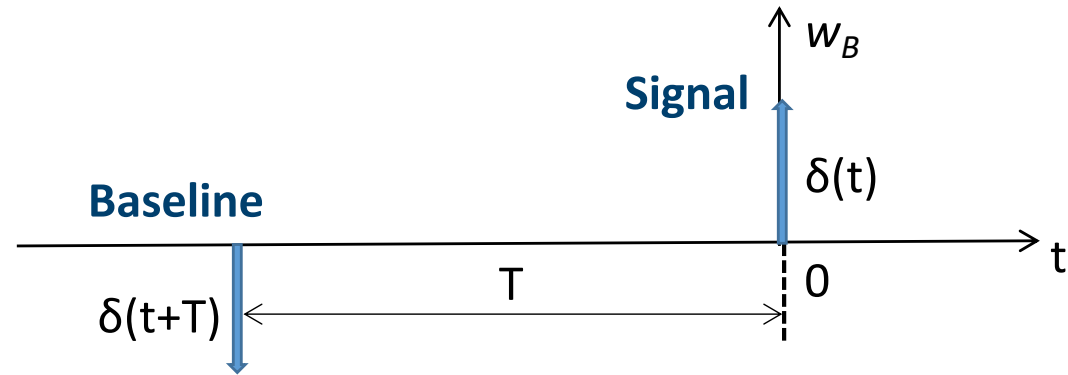 w_B
Signal
δ(t)
Baseline
t
T
0
δ(t+T)